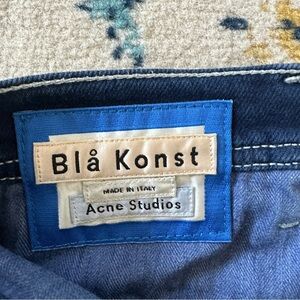 Blå Konst
MADE IN ITALY
Acne Studios